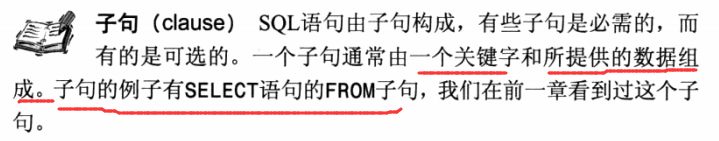 子句（clause） SQL语句由子句构成，有些子句是必需的，而
有的是可选的。一个子句通常由一个关键字和所提供的数据组
成。子句的例子有SELECT语句的FROM子句，我们在前一章看到过这个子
句。